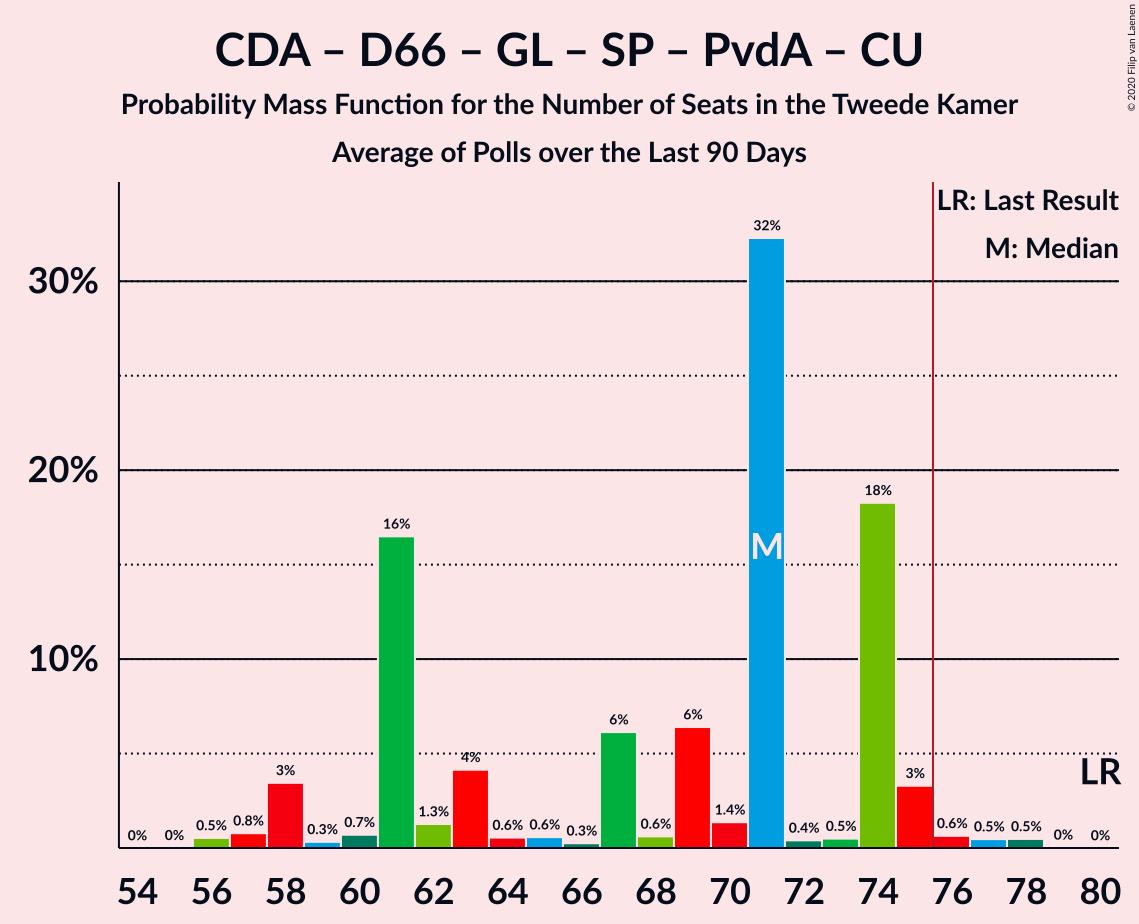 CDA – D66 – GL – SP – PvdA – CU
Probability Mass Function for the Number of Seats in the Tweede Kamer
Average of Polls over the Last 90 Days
© 2020 Filip van Laenen
LR: Last Result
M: Median
30%
20%
10%
0% 0% 0.5% 0.8% 3% 0.3% 0.7% 16% 1.3% 4% 0.6% 0.6% 0.3% 6% 0.6% 6% 1.4% 32% 0.4% 0.5% 18% 3% 0.6% 0.5% 0.5% 0% 0%
M
LR
54 56 58 60 62 64 66 68 70 72 74 76 78 80